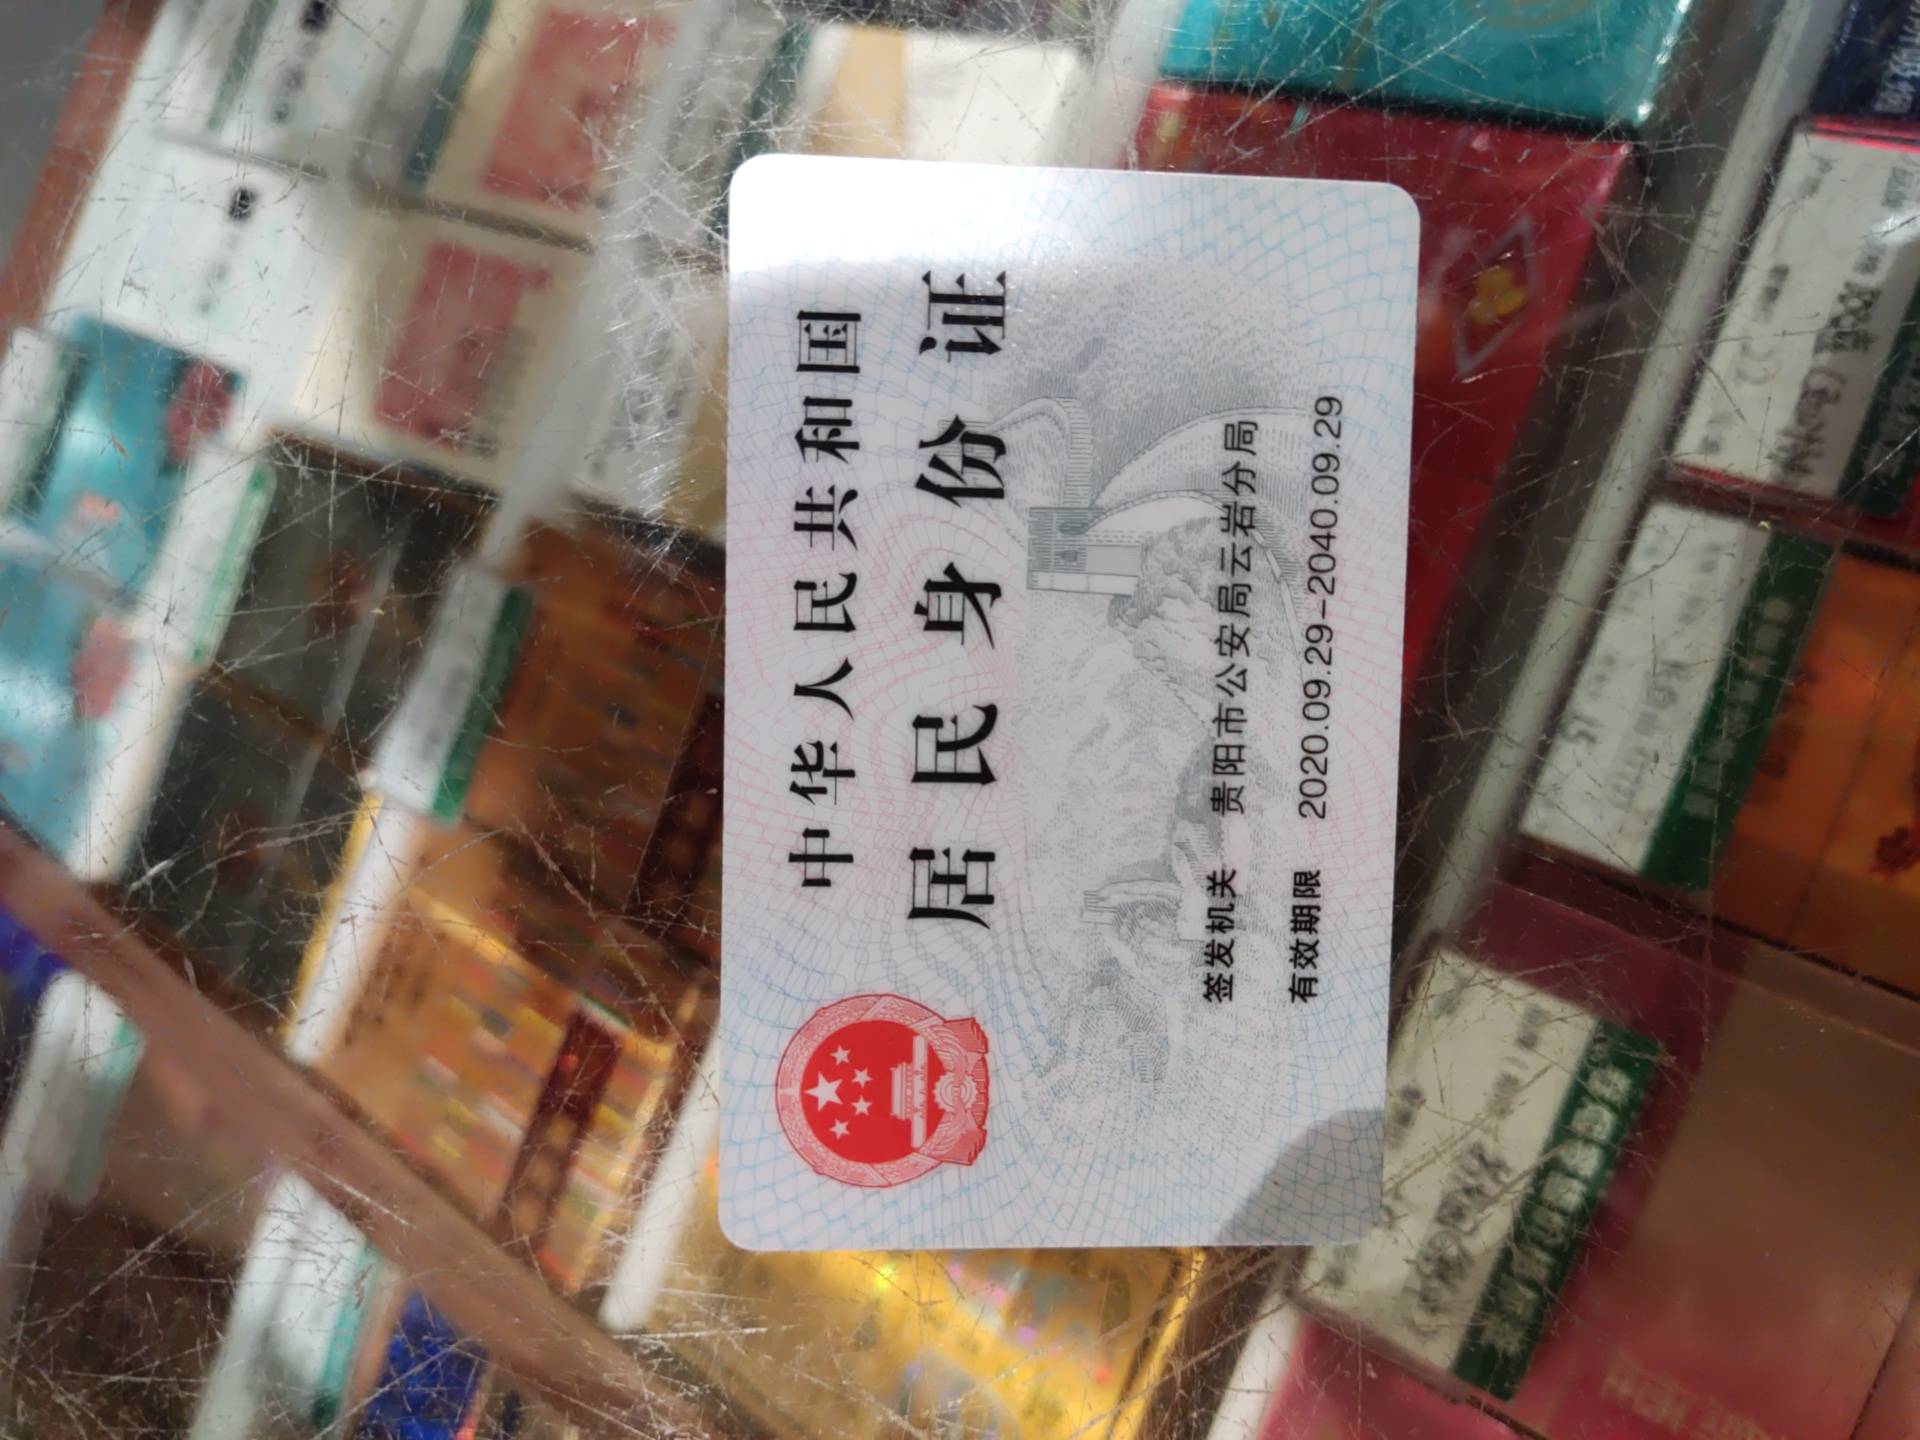 中华人民共和国
居民身份证
签发机关 贵阳市公安局云岩分局
有效期限 2020.09.29-2040.09.29